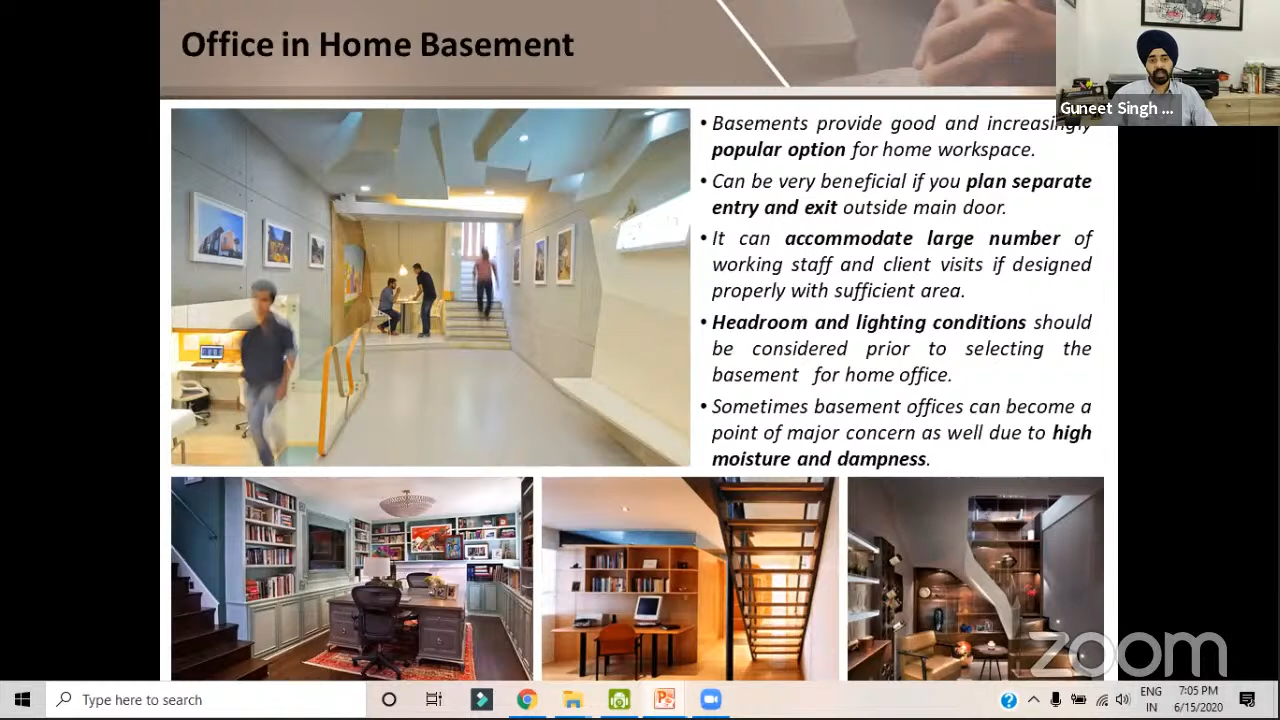 Office in Home Basement
Guneet Singh ...
• Basements provide good and increasingly
popular option for home workspace.
• Can be very beneficial if you plan separate
entry and exit outside main door.
• It can accommodate large number of
working staff and client visits if designed
properly with sufficient area.
• Headroom and lighting conditions should
be considered prior to selecting the
basement for home office.
• Sometimes basement offices can become a
point of major concern as well due to high
moisture and dampness.
zoom
Type here to search
ENG
IN
7:05 PM
6/15/2020